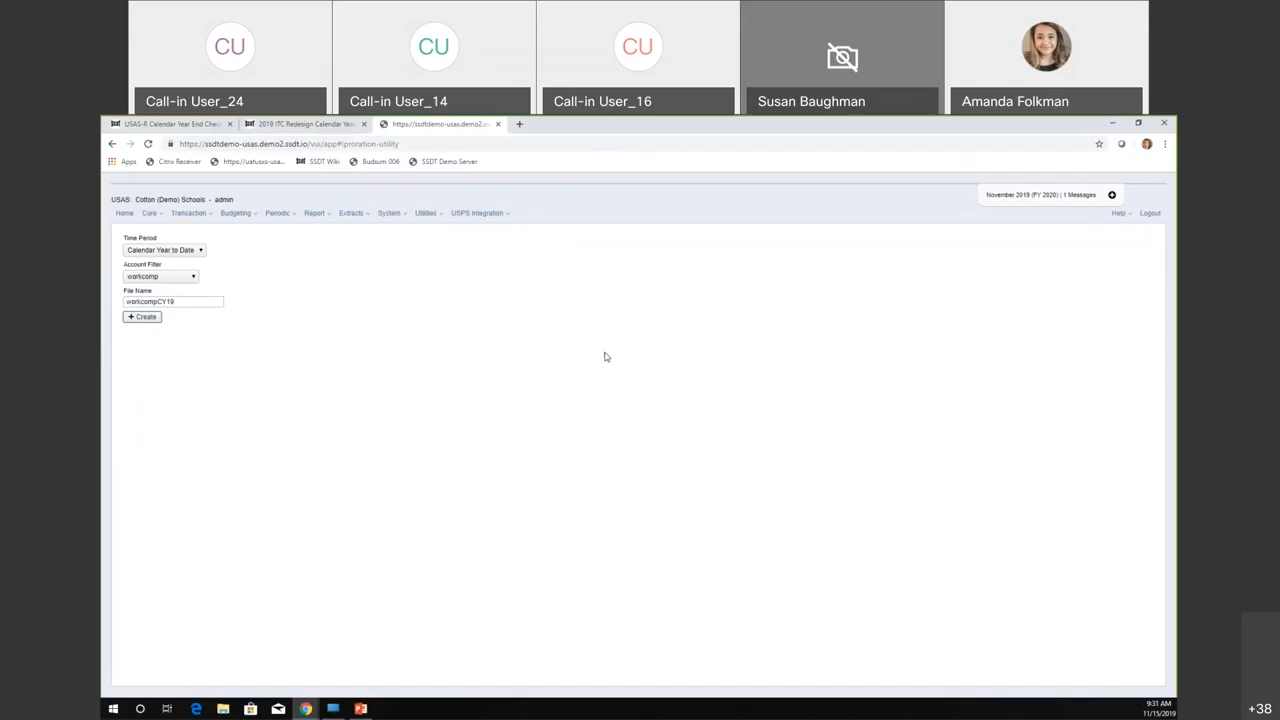 CU
CU
CU
Call-in User_24
Call-in User_14
Call-in User_16
Susan Baughman
Amanda Folkman
USAS-R Calendar Year End Chec
2019 ITC Redesign Calendar Yea
https://ssdtdemo-usas.demo2.ss
https://ssdtdemo-usas.demo2.ssdt.io/vui/app#!proration-utility
Apps
Citrix Receiver
https://uatusxs-usa...
SSDT Wiki
Budsum 006
SSDT Demo Server
November 2019 (FY 2020) | 1 Messages
USAS: Cotton (Demo) Schools - admin
Home Core Transaction Budgeting Periodic Report Extracts System Utilities USPS Integration Help Logout
Time Period
Calendar Year to Date
Account Filter
workcomp
File Name
workcompCY19
+ Create
9:31 AM
11/15/2019
+38